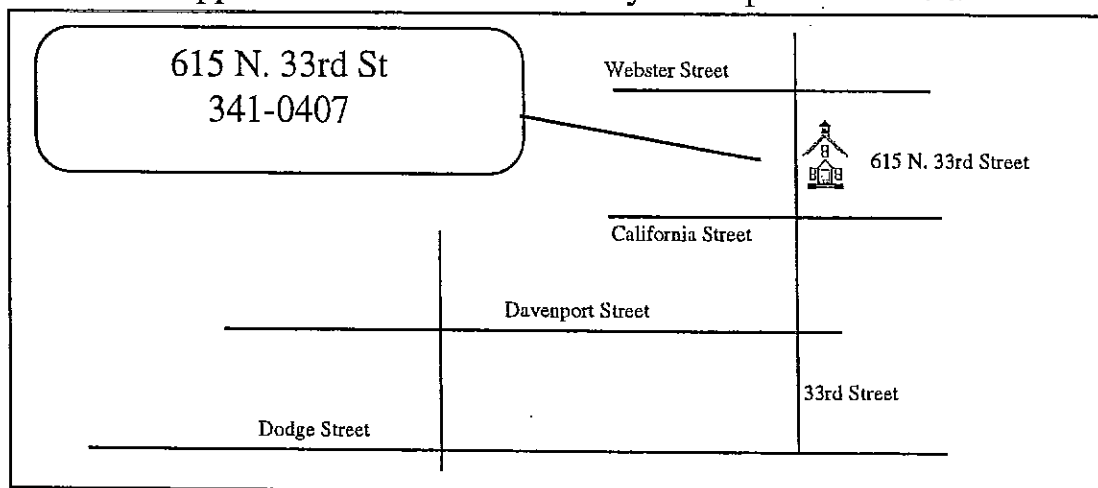 615 N. 33rd St
341-0407
Webster Street
615 N. 33rd Street
California Street
Davenport Street
33rd Street
Dodge Street